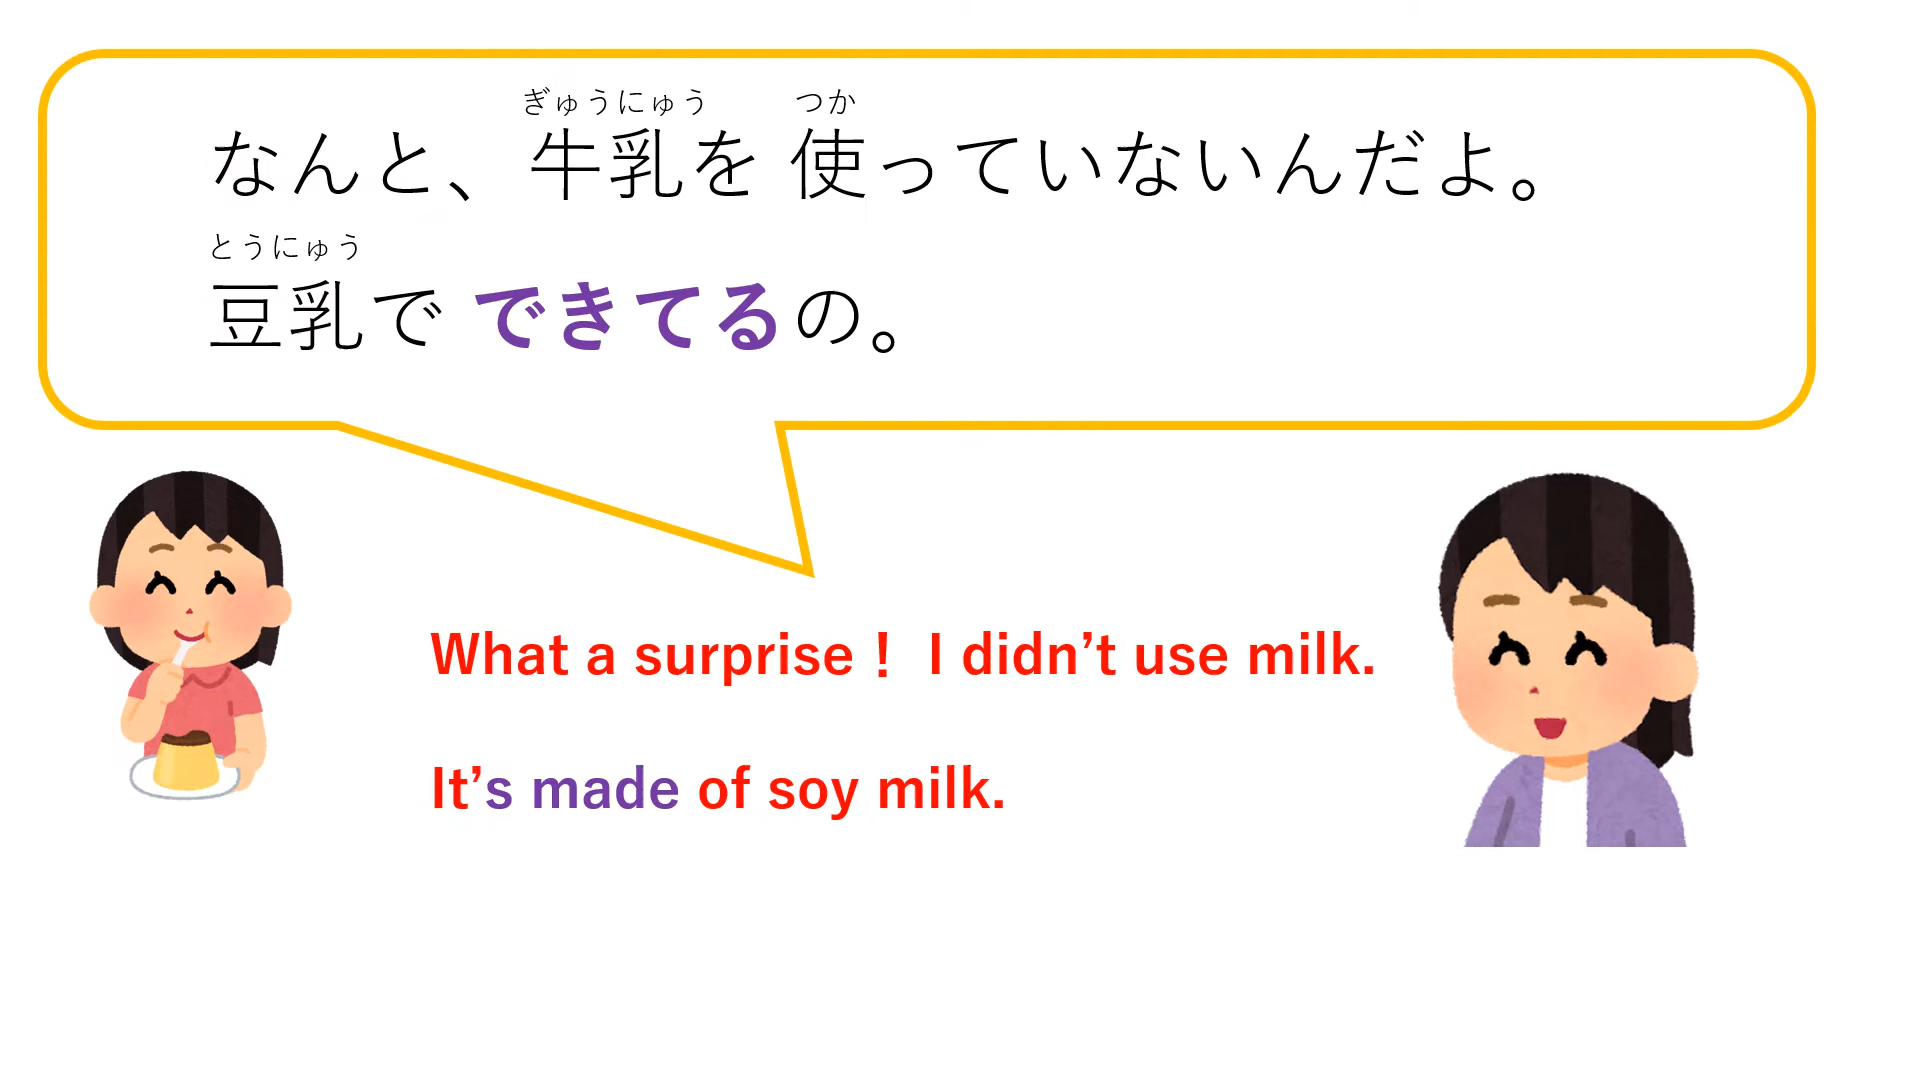 ぎゅうにゅう つか
なんと、牛乳を 使っていないんだよ。
とうにゅう
豆乳で できてるの。
What a surprise！ I didn’t use milk.
It’s made of soy milk.